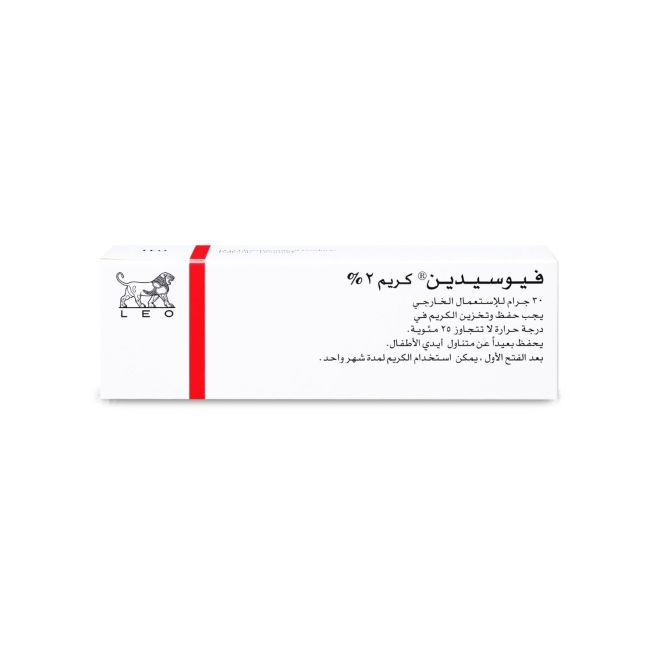 LEO
LEO
فيوسيدين® كريم ٢ %
٣٠ جرام للإستعمال الخارجي
يجب حفظ وتخزين الكريم في
درجة حرارة لا تتجاوز ٢٥ مئوية.
يحفظ بعيداً عن متناول أيدي الأطفال.
بعد الفتح الأول ، يمكن استخدام الكريم لمدة شهر واحد .